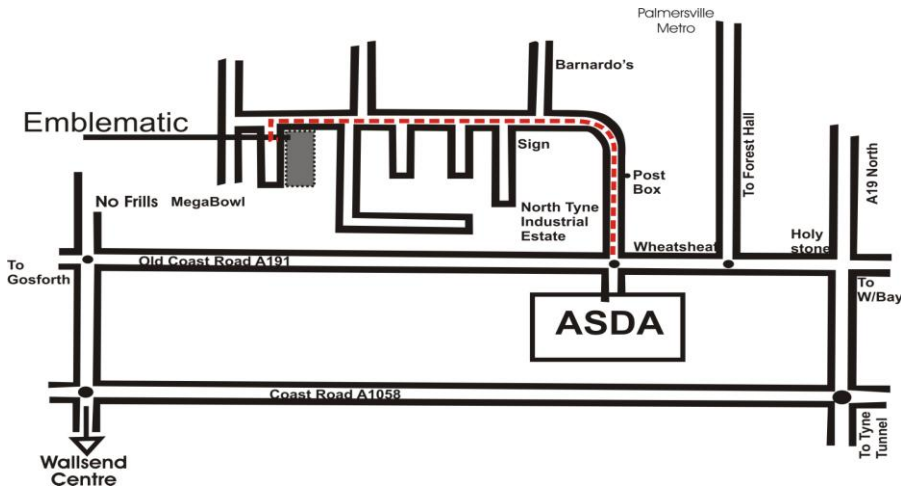 Palmersville
Metro
Barnardo's
Emblematic
Sign
Post
Box
To Forest Hall
A19 North
No Frills
MegaBowl
North Tyne
Industrial
Estate
Wheatsheaf
Holy
stone
To
Gosforth
Old Coast Road A191
To
W/Bay
ASDA
Coast Road A1058
To Tyne
Tunnel
Wallsend
Centre